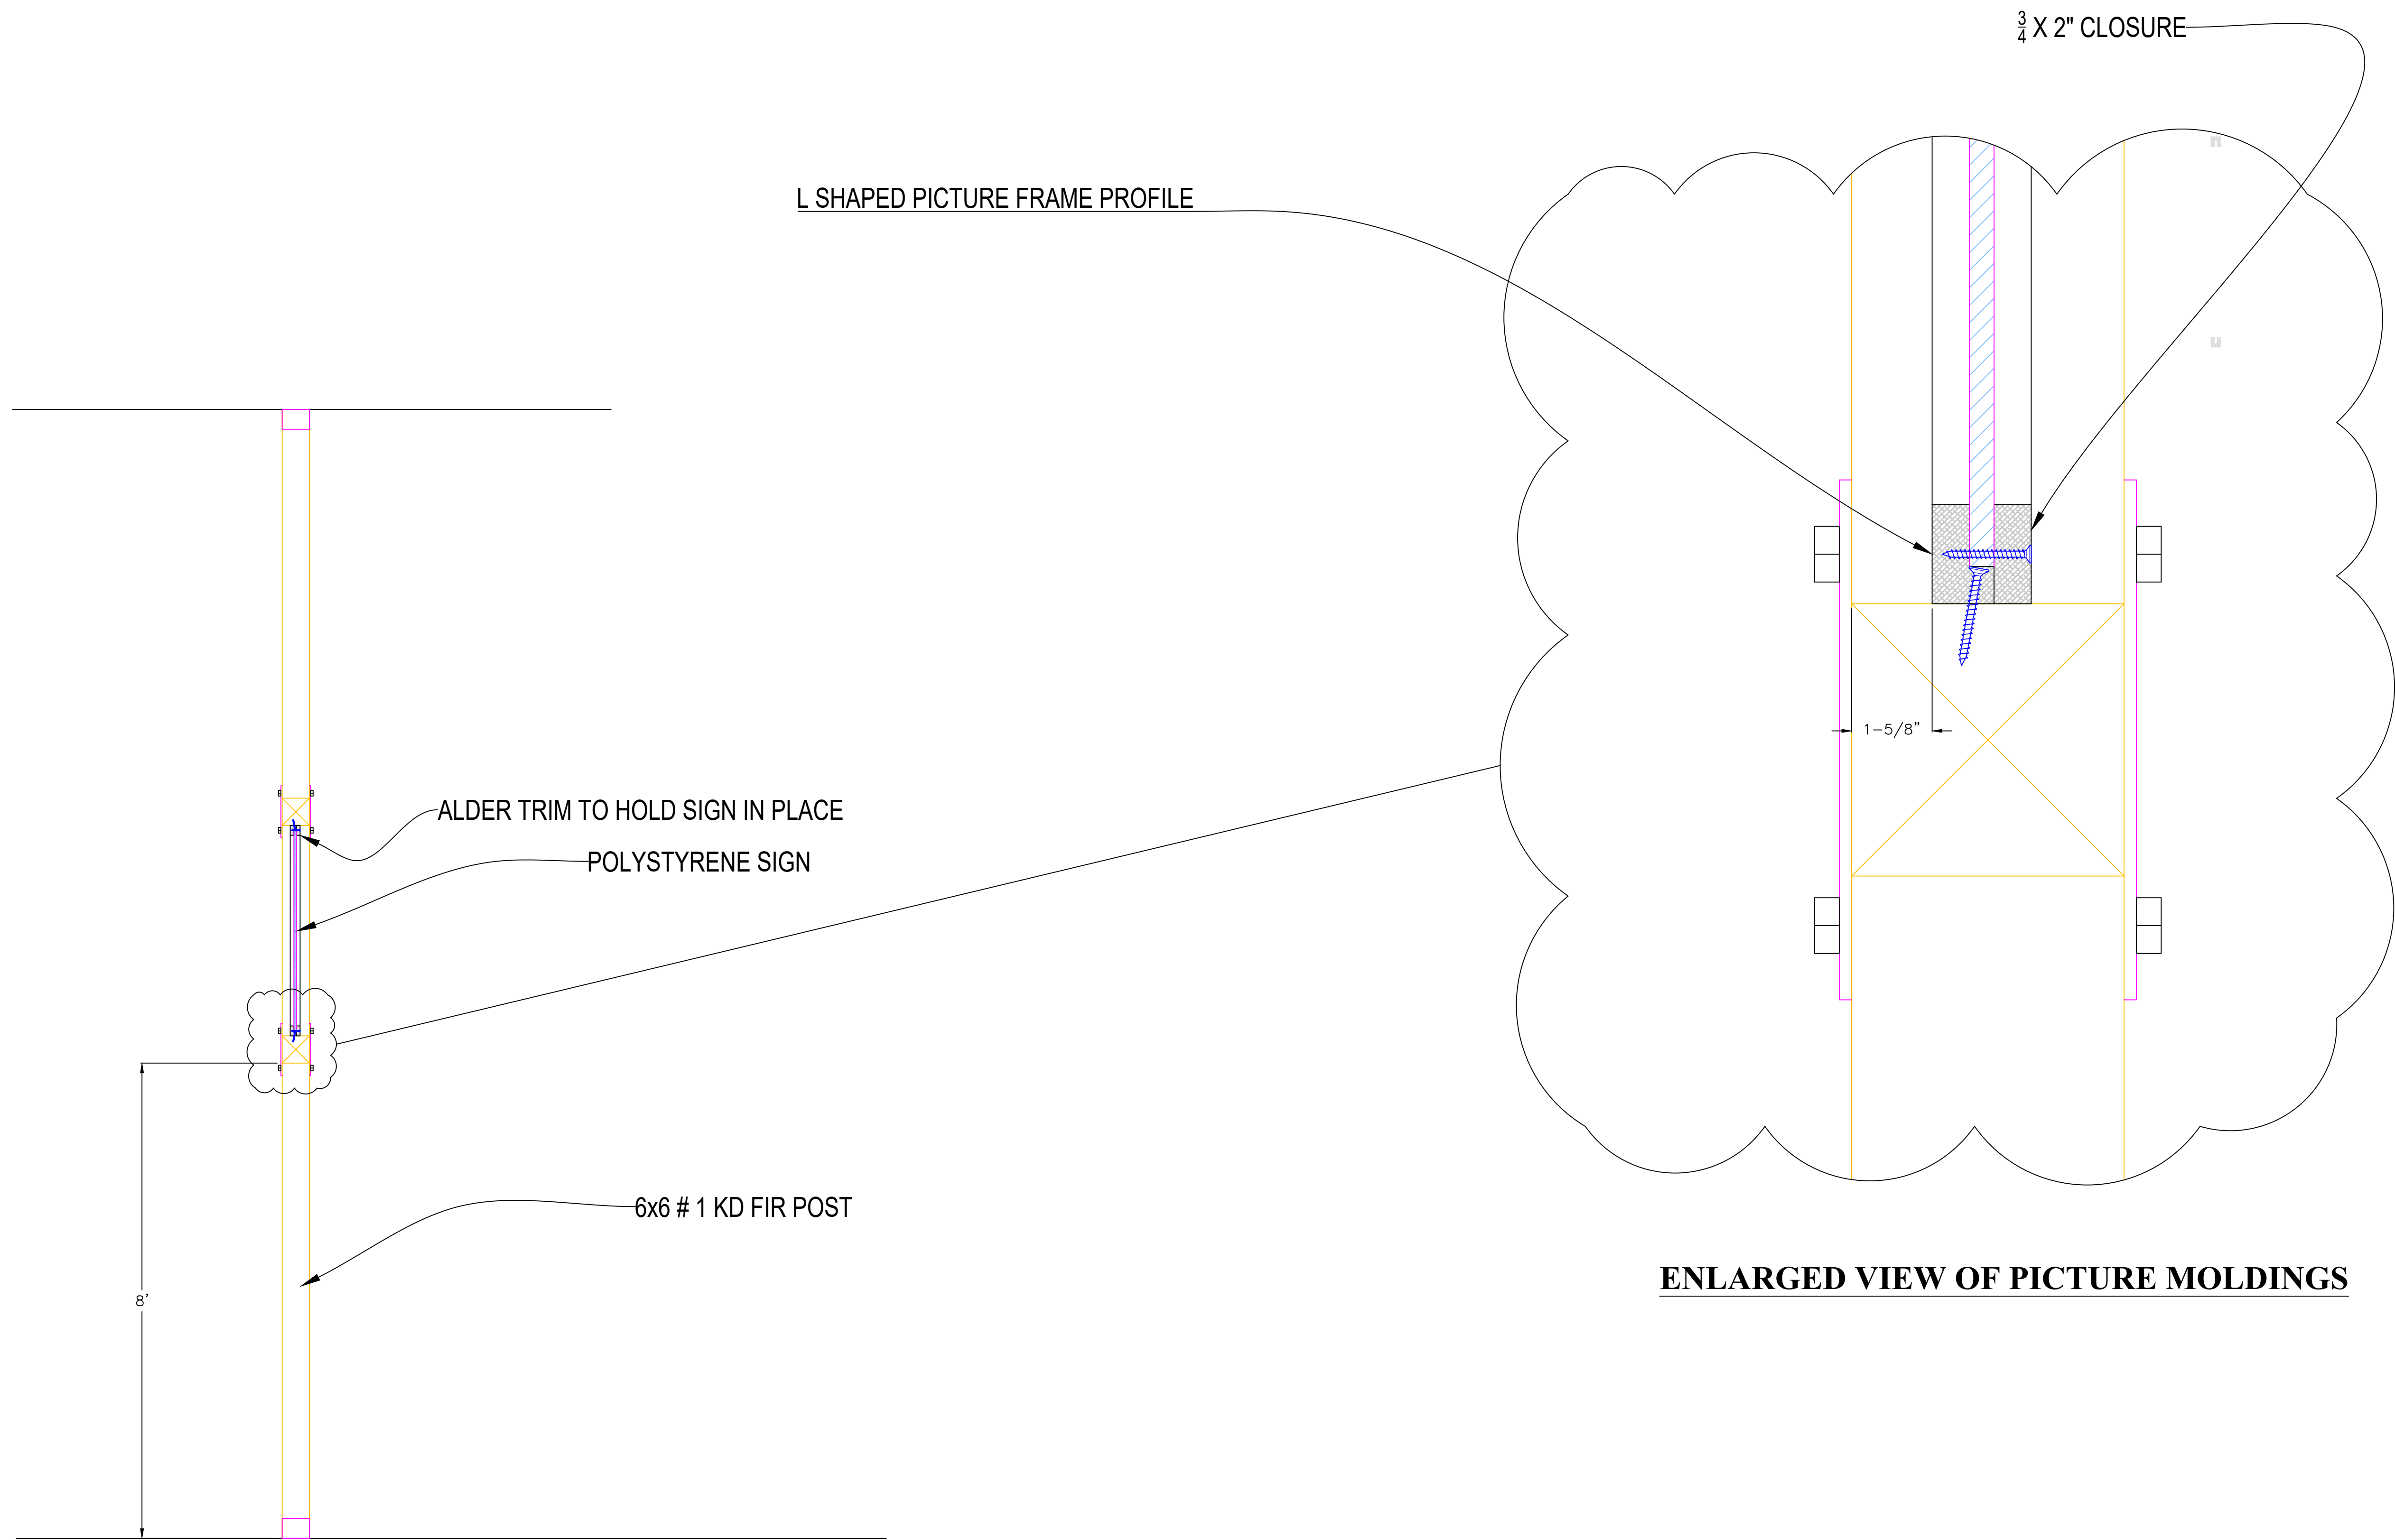 3/4 X 2" CLOSURE
L SHAPED PICTURE FRAME PROFILE
1-5/8"
ALDER TRIM TO HOLD SIGN IN PLACE
POLYSTYRENE SIGN
6x6 # 1 KD FIR POST
ENLARGED VIEW OF PICTURE MOLDINGS
8'